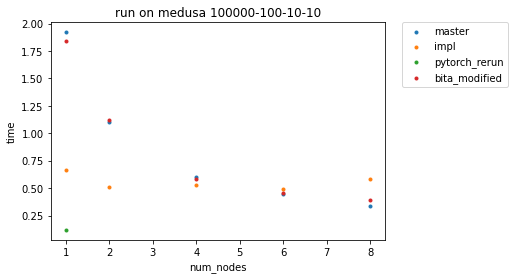 run on medusa 100000-100-10-10
2.00
1.75
1.50
1.25
1.00
0.75
0.50
0.25
time
1 2 3 4 5 6 7 8
num_nodes
master
impl
pytorch_rerun
bita_modified